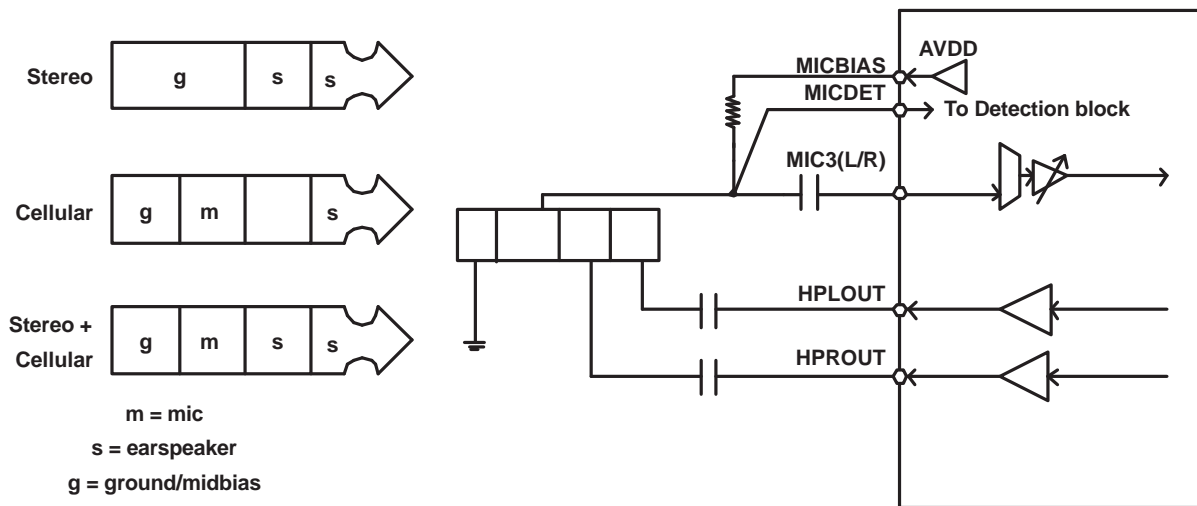 Stereo
g
s
s
Cellular
g
m
s
Stereo +
Cellular
g
m
s
s
m = mic
s = earspeaker
g = ground/midbias
AVDD
MICBIAS
MICDET
To Detection block
MIC3(L/R)
HPLOUT
HPROUT